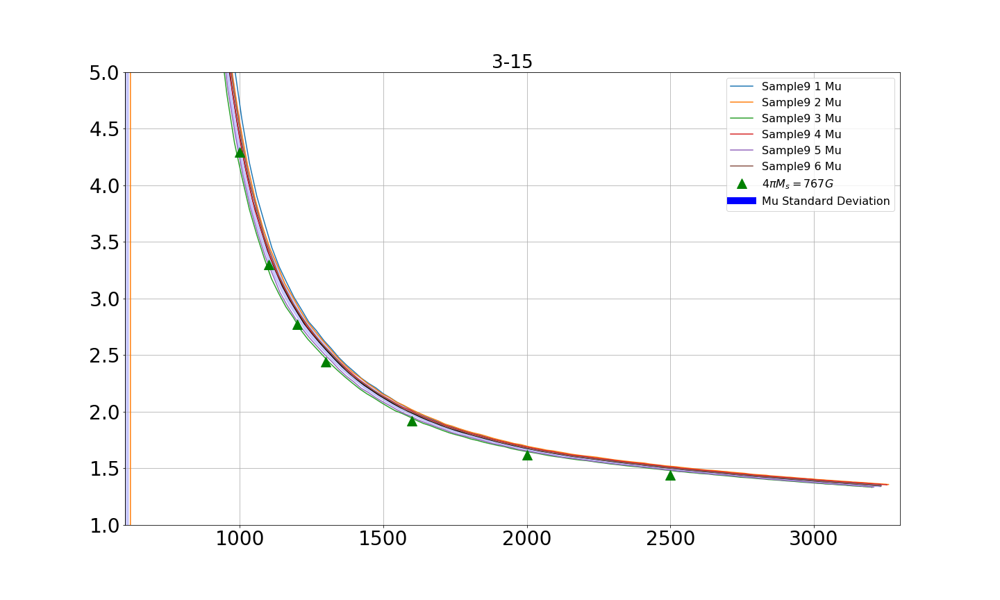 3-15
5.0
4.5
4.0
3.5
3.0
2.5
2.0
1.5
1.0
1000 1500 2000 2500 3000
Sample9 1 Mu
Sample9 2 Mu
Sample9 3 Mu
Sample9 4 Mu
Sample9 5 Mu
Sample9 6 Mu
4πMₛ = 767G
Mu Standard Deviation